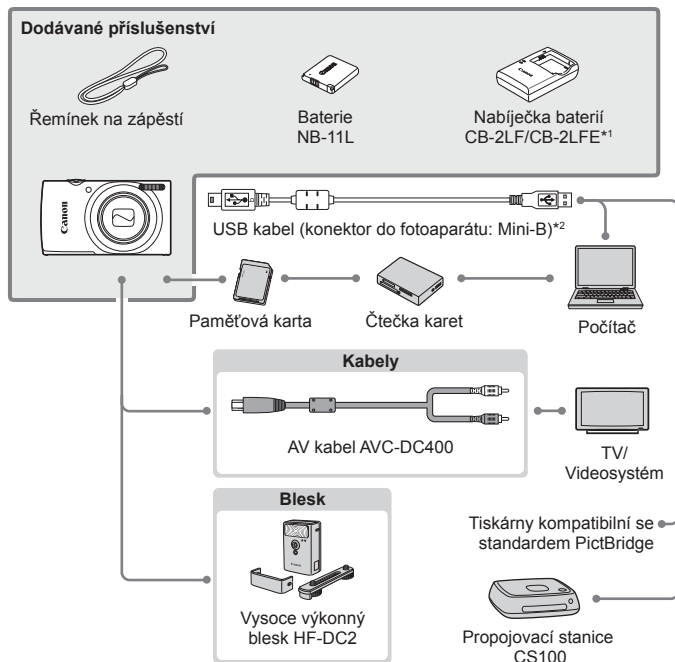 Dodávané příslušenství
Řemínek na zápěstí
Baterie
NB-11L
Nabíječka baterií
CB-2LF/CB-2LFE*1
Canon
USB kabel (konektor do fotoaparátu: Mini-B)*2
Paměťová karta
Čtečka karet
Počítač
Kabely
AV kabel AVC-DC400
TV/
Videosystém
Blesk
Vysoce výkonný
blesk HF-DC2
Tiskárny kompatibilní se
standardem PictBridge
Propojovací stanice
CS100